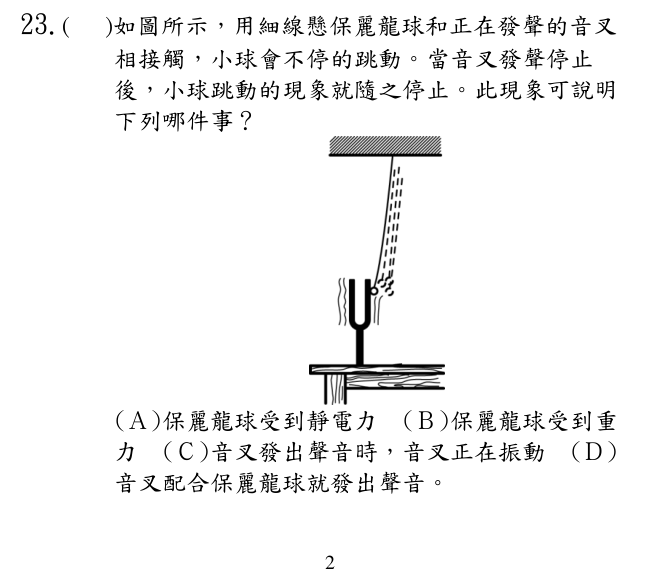 23.(　)如圖所示，用細線懸保麗龍球和正在發聲的音叉
相接觸，小球會不停的跳動。當音叉發聲停止
後，小球跳動的現象就隨之停止。此現象可說明
下列哪件事？
(A)保麗龍球受到靜電力　(B)保麗龍球受到重
力　(C)音叉發出聲音時，音叉正在振動　(D)
音叉配合保麗龍球就發出聲音。
2